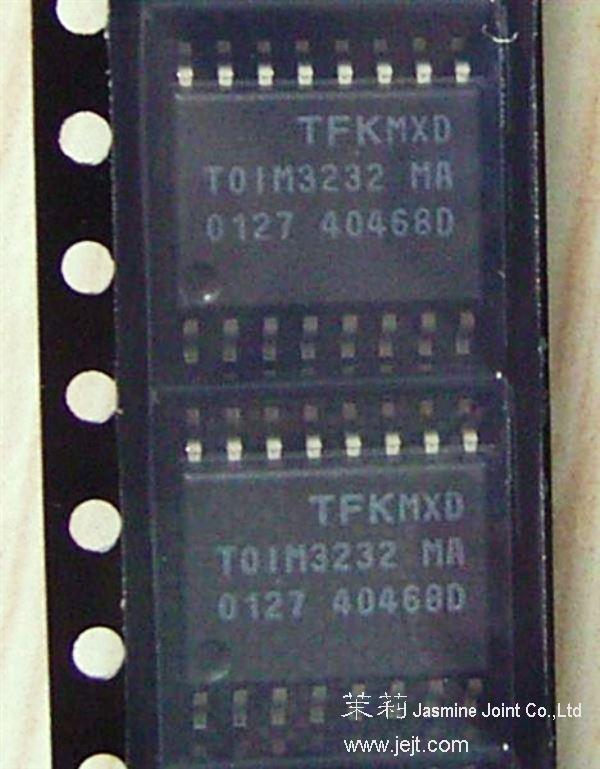 TFKMXD
TOIM3232 MA
0127 40468D
TFKMXD
TOIM3232 MA
0127 40468D
茉莉 Jasmine Joint Co.,Ltd
www.jejt.com